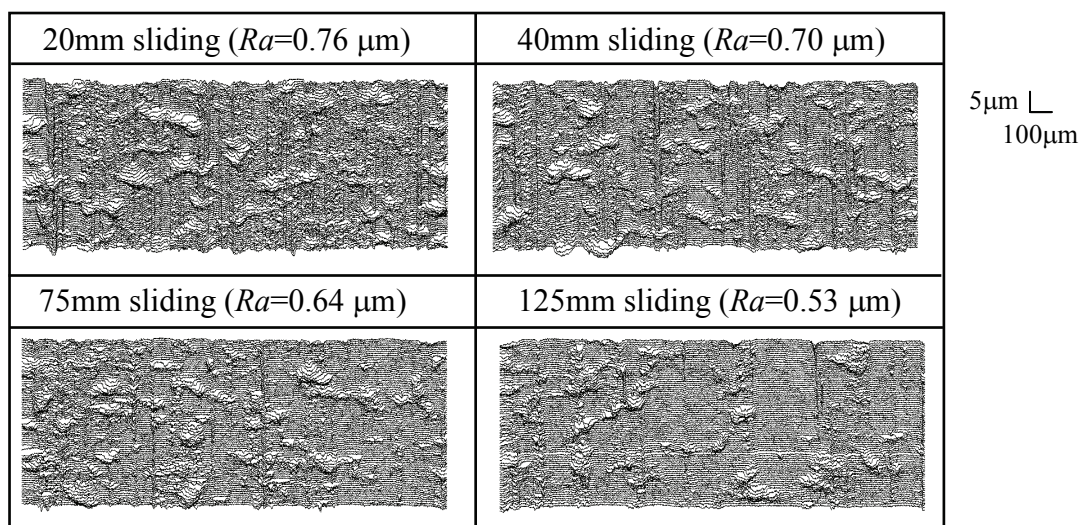 20mm sliding (Ra=0.76 μm)
40mm sliding (Ra=0.70 μm)
5μm
100μm
75mm sliding (Ra=0.64 μm)
125mm sliding (Ra=0.53 μm)